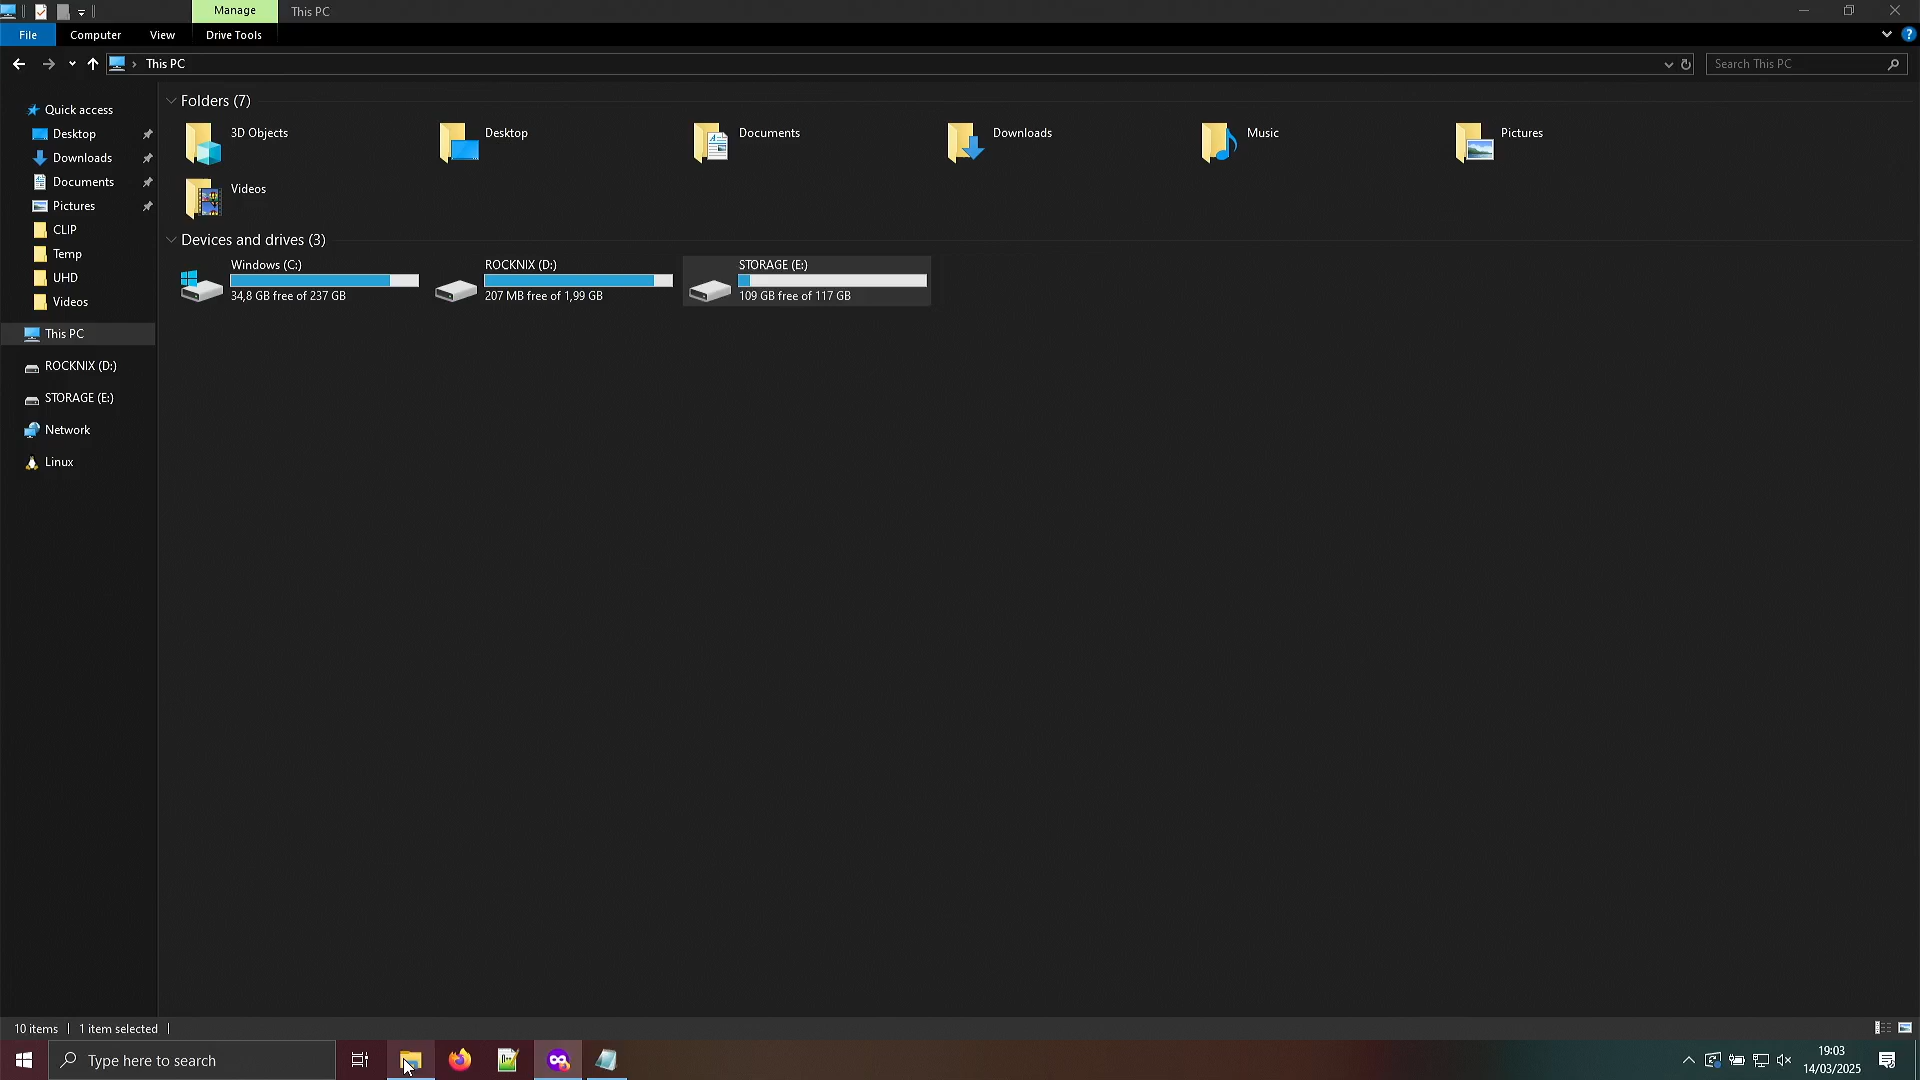 Manage
This PC
File
Computer
View
Drive Tools
This PC
Search This PC
Quick access
Desktop
Downloads
Documents
Pictures
CLIP
Temp
UHD
Videos
This PC
ROCKNIX (D:)
STORAGE (E:)
Network
Linux
Folders (7)
3D Objects
Desktop
Documents
Downloads
Music
Pictures
Videos
Devices and drives (3)
Windows (C:)
34,8 GB free of 237 GB
ROCKNIX (D:)
207 MB free of 1,99 GB
STORAGE (E:)
109 GB free of 117 GB
10 items
1 item selected
Type here to search
19:03
14/03/2025